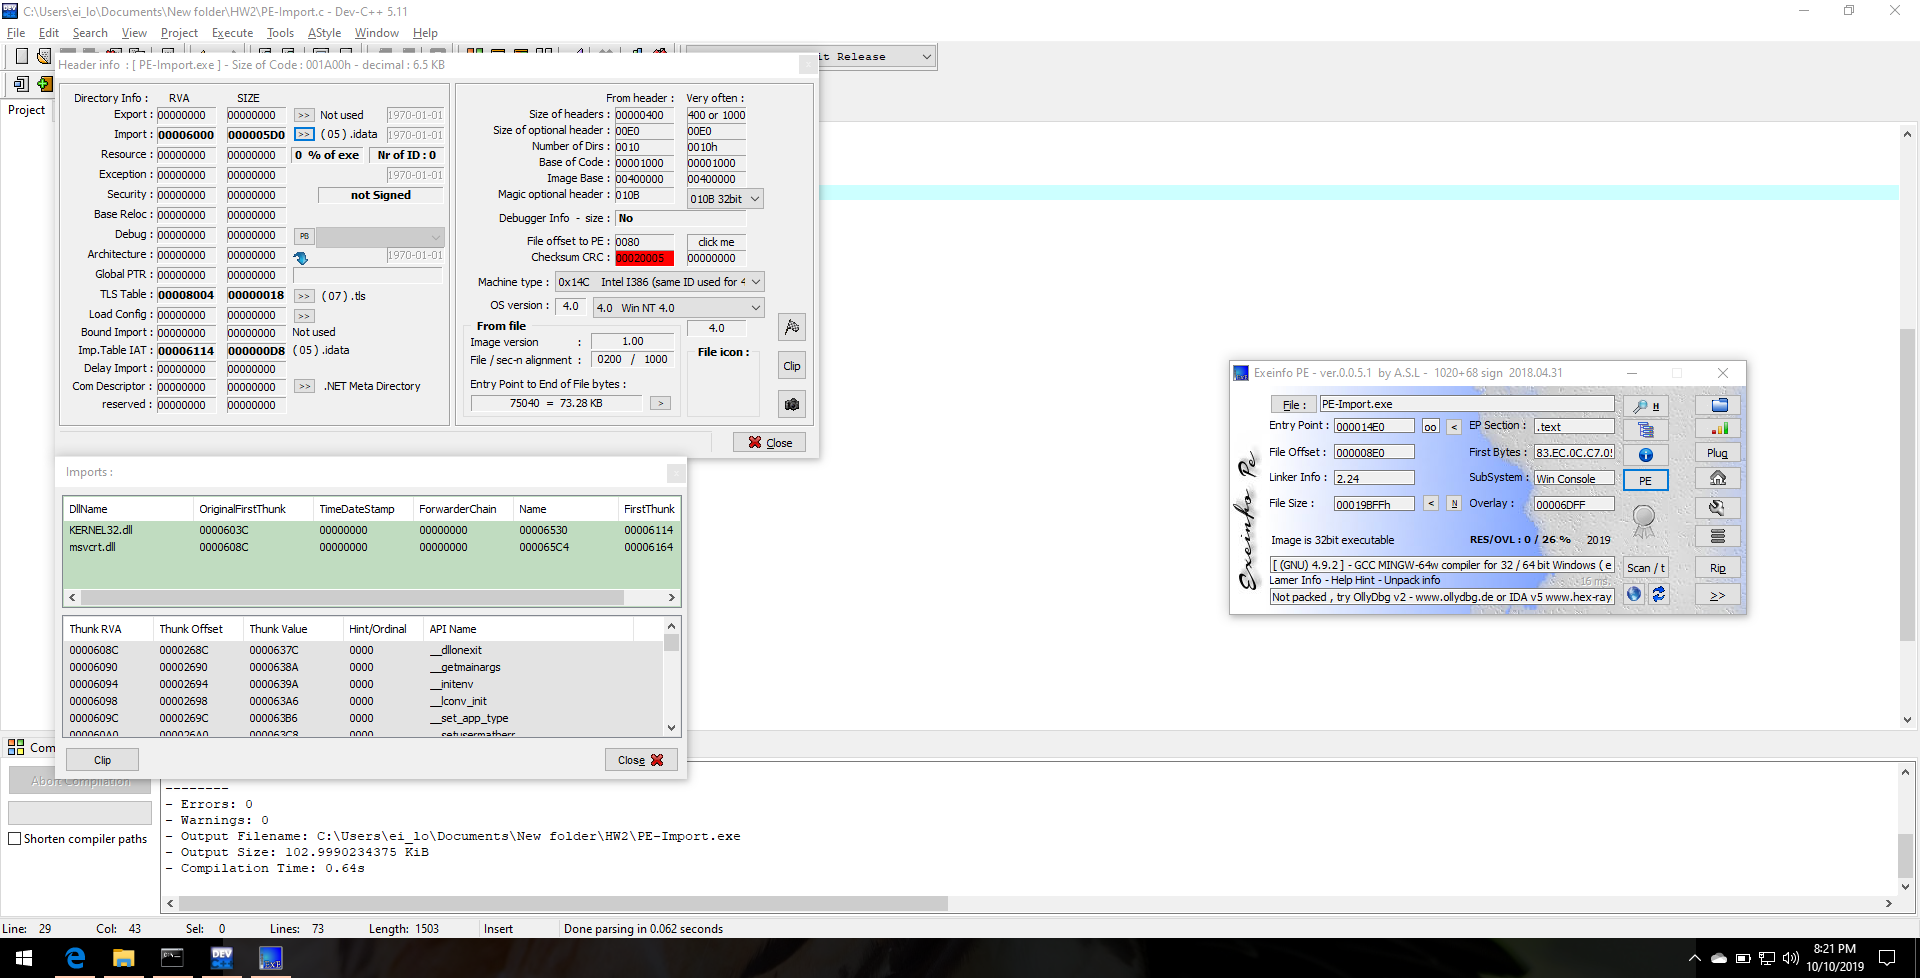 C:\Users\ei_lo\Documents\New folder\HW2\PE-Import.c - Dev-C++ 5.11
File Edit Search View Project Execute Tools AStyle Window Help
it Release
Project
Header info : [ PE-Import.exe ] - Size of Code : 001A00h - decimal : 6.5 KB
Directory Info : RVA SIZE
Export : 00000000 00000000 >> Not used 1970-01-01
Import : 00006000 000005D0 >> ( 05 ) .idata 1970-01-01
Resource : 00000000 00000000 0 % of exe Nr of ID : 0
Exception : 00000000 00000000 1970-01-01
Security : 00000000 00000000 not Signed
Base Reloc : 00000000 00000000
Debug : 00000000 00000000 PB
Architecture : 00000000 00000000 1970-01-01
Global PTR : 00000000 00000000
TLS Table : 00008004 00000018 >> ( 07 ) .tls
Load Config : 00000000 00000000 >>
Bound Import : 00000000 00000000 Not used
Imp.Table IAT : 00006114 000000D8 ( 05 ) .idata
Delay Import : 00000000 00000000
Com Descriptor : 00000000 00000000 >> .NET Meta Directory
reserved : 00000000 00000000
From header : Very often :
Size of headers : 00000400 400 or 1000
Size of optional header : 00E0 00E0
Number of Dirs : 0010 0010h
Base of Code : 00001000 00001000
Image Base : 00400000 00400000
Magic optional header : 010B 010B 32bit
Debugger Info - size : No
File offset to PE : 0080 click me
Checksum CRC : 00020005 00000000
Machine type : 0x14C Intel I386 (same ID used for 4
OS version : 4.0 4.0 Win NT 4.0
From file 4.0
Image version : 1.00
File / sec-n alignment : 0200 / 1000
File icon :
Entry Point to End of File bytes :
75040 = 73.28 KB >
Clip
Close
Imports :
DllName OriginalFirstThunk TimeDateStamp ForwarderChain Name FirstThunk
KERNEL32.dll 0000603C 00000000 00000000 00006530 00006114
msvcrt.dll 0000608C 00000000 00000000 000065C4 00006164
Thunk RVA Thunk Offset Thunk Value Hint/Ordinal API Name
0000608C 0000268C 0000637C 0000 __dllonexit
00006090 00002690 0000638A 0000 __getmainargs
00006094 00002694 0000639A 0000 __initenv
00006098 00002698 000063A6 0000 __lconv_init
0000609C 0000269C 000063B6 0000 __set_app_type
000060A0 000026A0 000063C8 0000 __setusermatherr
Clip Close
Exeinfo PE - ver.0.0.5.1 by A.S.L - 1020+68 sign 2018.04.31
Exeinfo Pe
File : PE-Import.exe H
Entry Point : 000014E0 oo < EP Section : .text
File Offset : 000008E0 First Bytes : 83.EC.0C.C7.0 Plug
Linker Info : 2.24 SubSystem : Win Console PE
File Size : 00019BFFh < N Overlay : 00006DFF
Image is 32bit executable RES/OVL : 0 / 26 % 2019
[ (GNU) 4.9.2 ] - GCC MINGW-64w compiler for 32 / 64 bit Windows ( e Scan / t Rip
Lamer Info - Help Hint - Unpack info 16 ms.
Not packed , try OllyDbg v2 - www.ollydbg.de or IDA v5 www.hex-ray >>
Com
Abort Compilation
Shorten compiler paths
--------
- Errors: 0
- Warnings: 0
- Output Filename: C:\Users\ei_lo\Documents\New folder\HW2\PE-Import.exe
- Output Size: 102.9990234375 KiB
- Compilation Time: 0.64s
Line: 29 Col: 43 Sel: 0 Lines: 73 Length: 1503 Insert Done parsing in 0.062 seconds
DEV
EXE
8:21 PM
10/10/2019